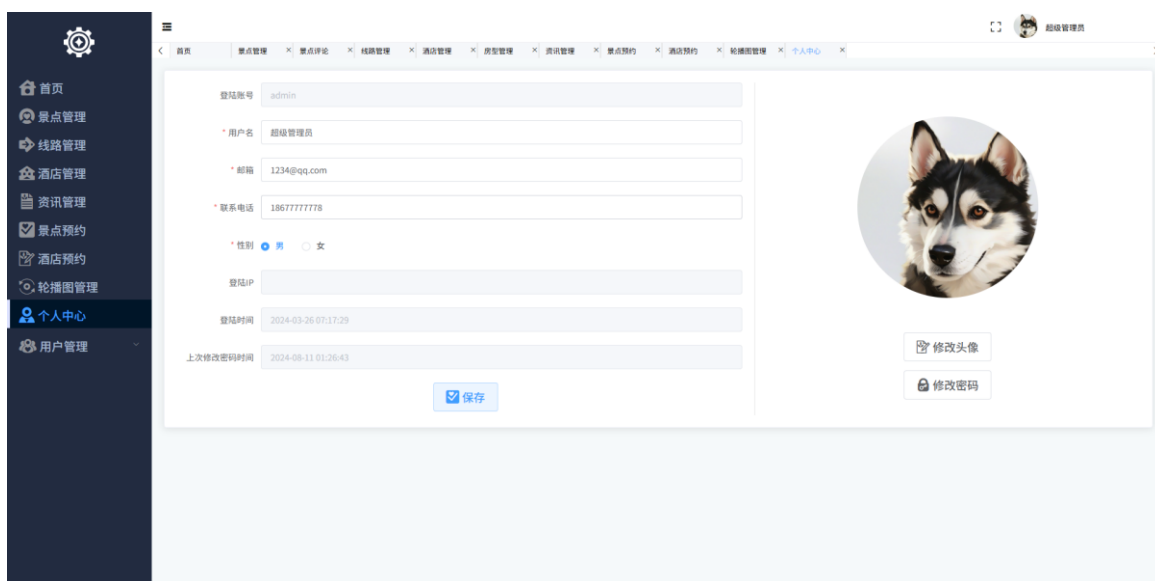 超级管理员
首页 景点管理 景点评论 线路管理 酒店管理 房型管理 资讯管理 景点预约 酒店预约 轮播图管理 个人中心
首页
景点管理
线路管理
酒店管理
资讯管理
景点预约
酒店预约
轮播图管理
个人中心
用户管理
登陆账号 admin
* 用户名 超级管理员
* 邮箱 1234@qq.com
* 联系电话 18677777778
* 性别 男 女
登陆IP
登陆时间 2024-03-26 07:17:29
上次修改密码时间 2024-08-11 01:26:43
保存
修改头像
修改密码